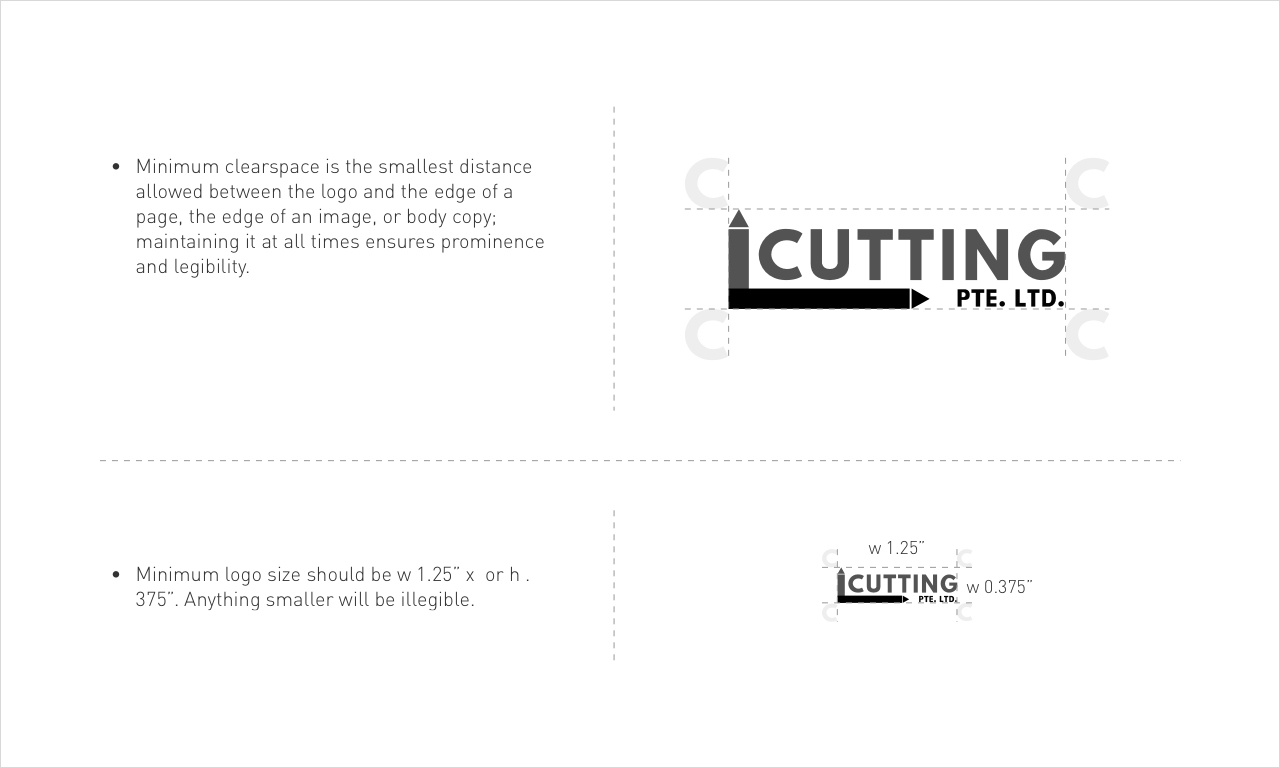 • Minimum clearspace is the smallest distance
allowed between the logo and the edge of a
page, the edge of an image, or body copy;
maintaining it at all times ensures prominence
and legibility.
C C
CUTTING
PTE. LTD.
C C
• Minimum logo size should be w 1.25” x  or h .
375”. Anything smaller will be illegible.
w 1.25”
C C
CUTTING
w 0.375”
PTE. LTD.
C C